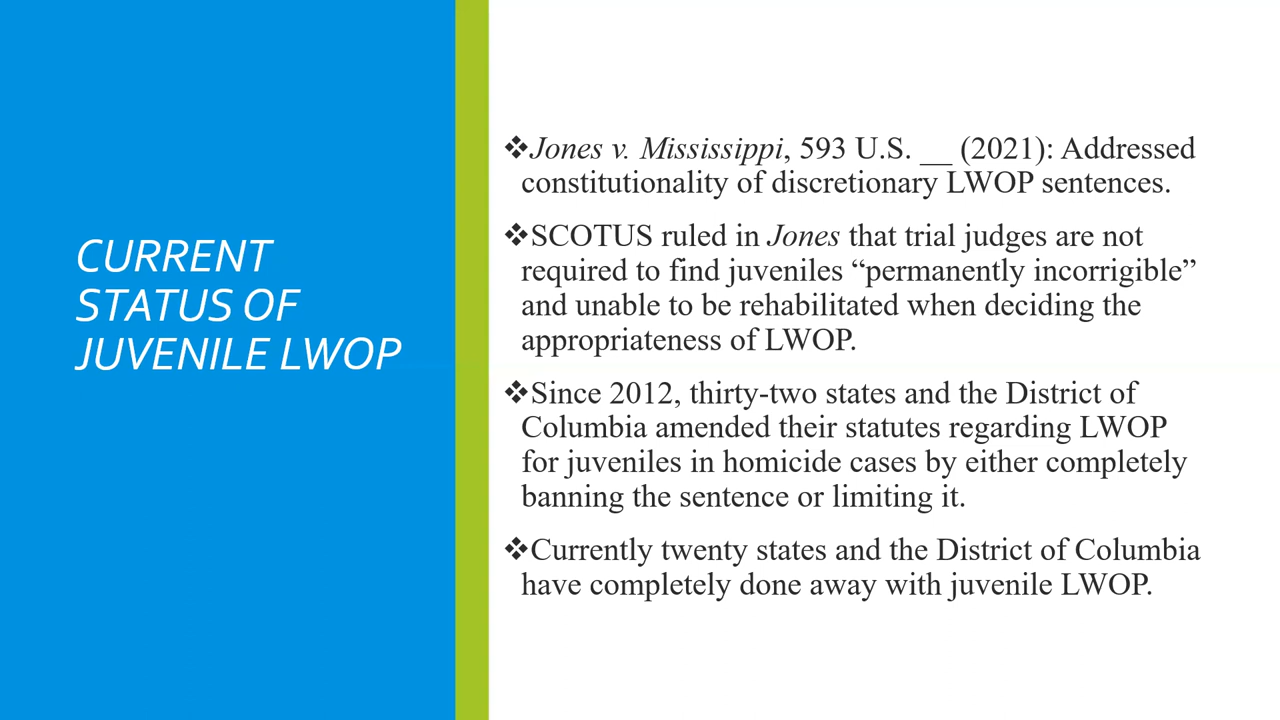 CURRENT
STATUS OF
JUVENILE LWOP
❖Jones v. Mississippi, 593 U.S. __ (2021): Addressed
constitutionality of discretionary LWOP sentences.
❖SCOTUS ruled in Jones that trial judges are not
required to find juveniles “permanently incorrigible”
and unable to be rehabilitated when deciding the
appropriateness of LWOP.
❖Since 2012, thirty-two states and the District of
Columbia amended their statutes regarding LWOP
for juveniles in homicide cases by either completely
banning the sentence or limiting it.
❖Currently twenty states and the District of Columbia
have completely done away with juvenile LWOP.